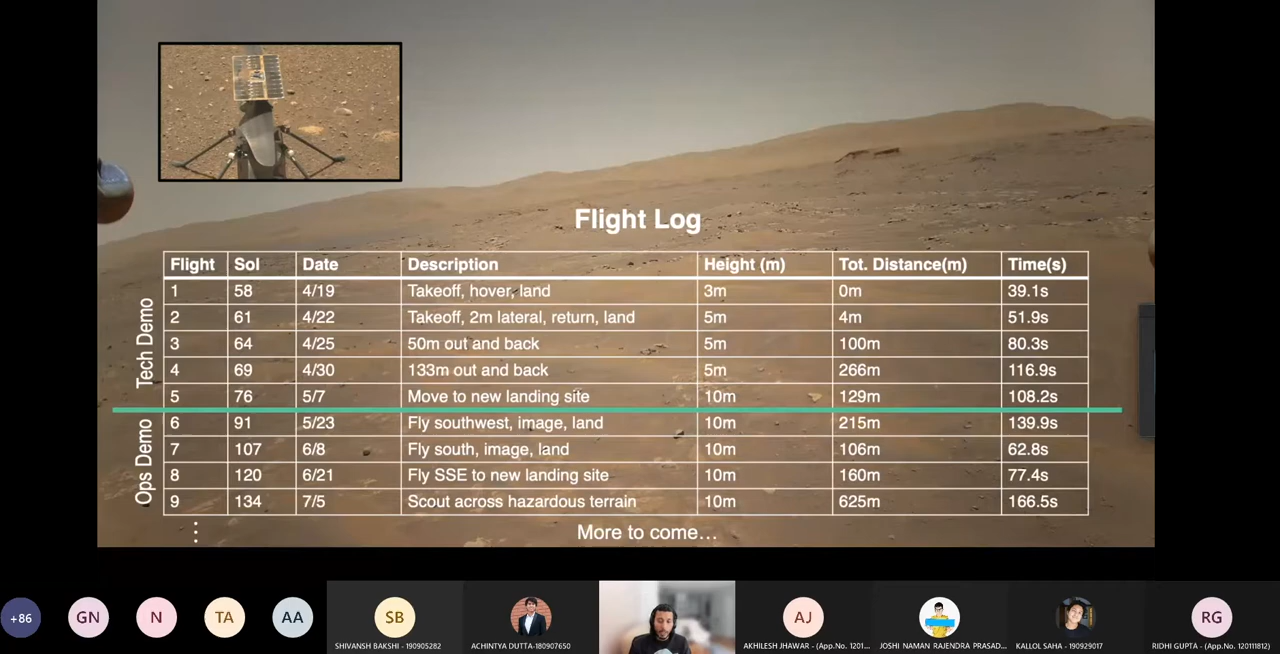 Flight Log
Flight Sol Date Description Height (m) Tot. Distance(m) Time(s)
Tech Demo
1 58 4/19 Takeoff, hover, land 3m 0m 39.1s
2 61 4/22 Takeoff, 2m lateral, return, land 5m 4m 51.9s
3 64 4/25 50m out and back 5m 100m 80.3s
4 69 4/30 133m out and back 5m 266m 116.9s
5 76 5/7 Move to new landing site 10m 129m 108.2s
Ops Demo
6 91 5/23 Fly southwest, image, land 10m 215m 139.9s
7 107 6/8 Fly south, image, land 10m 106m 62.8s
8 120 6/21 Fly SSE to new landing site 10m 160m 77.4s
9 134 7/5 Scout across hazardous terrain 10m 625m 166.5s
⋮ More to come…
+86 GN N TA AA SB AJ RG
SHIVANSH BAKSHI - 190905282 ACHINTYA DUTTA-180907650 AKHILESH JHAWAR - (App.No. 1201... JOSHI NAMAN RAJENDRA PRASAD... KALLOL SAHA - 190929017 RIDHI GUPTA - (App.No. 120111812)